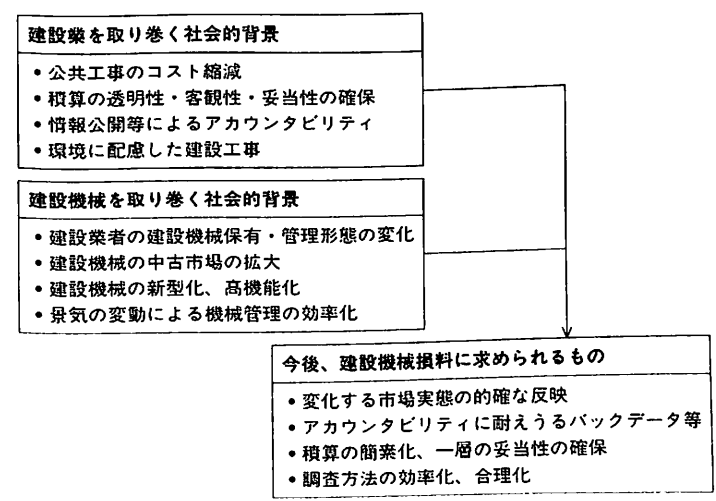 建設業を取り巻く社会的背景
• 公共工事のコスト縮減
• 積算の透明性・客観性・妥当性の確保
• 情報公開等によるアカウンタビリティ
• 環境に配慮した建設工事
建設機械を取り巻く社会的背景
• 建設業者の建設機械保有・管理形態の変化
• 建設機械の中古市場の拡大
• 建設機械の新型化、高機能化
• 景気の変動による機械管理の効率化
今後、建設機械損料に求められるもの
• 変化する市場実態の的確な反映
• アカウンタビリティに耐えうるバックデータ等
• 積算の簡素化、一層の妥当性の確保
• 調査方法の効率化、合理化